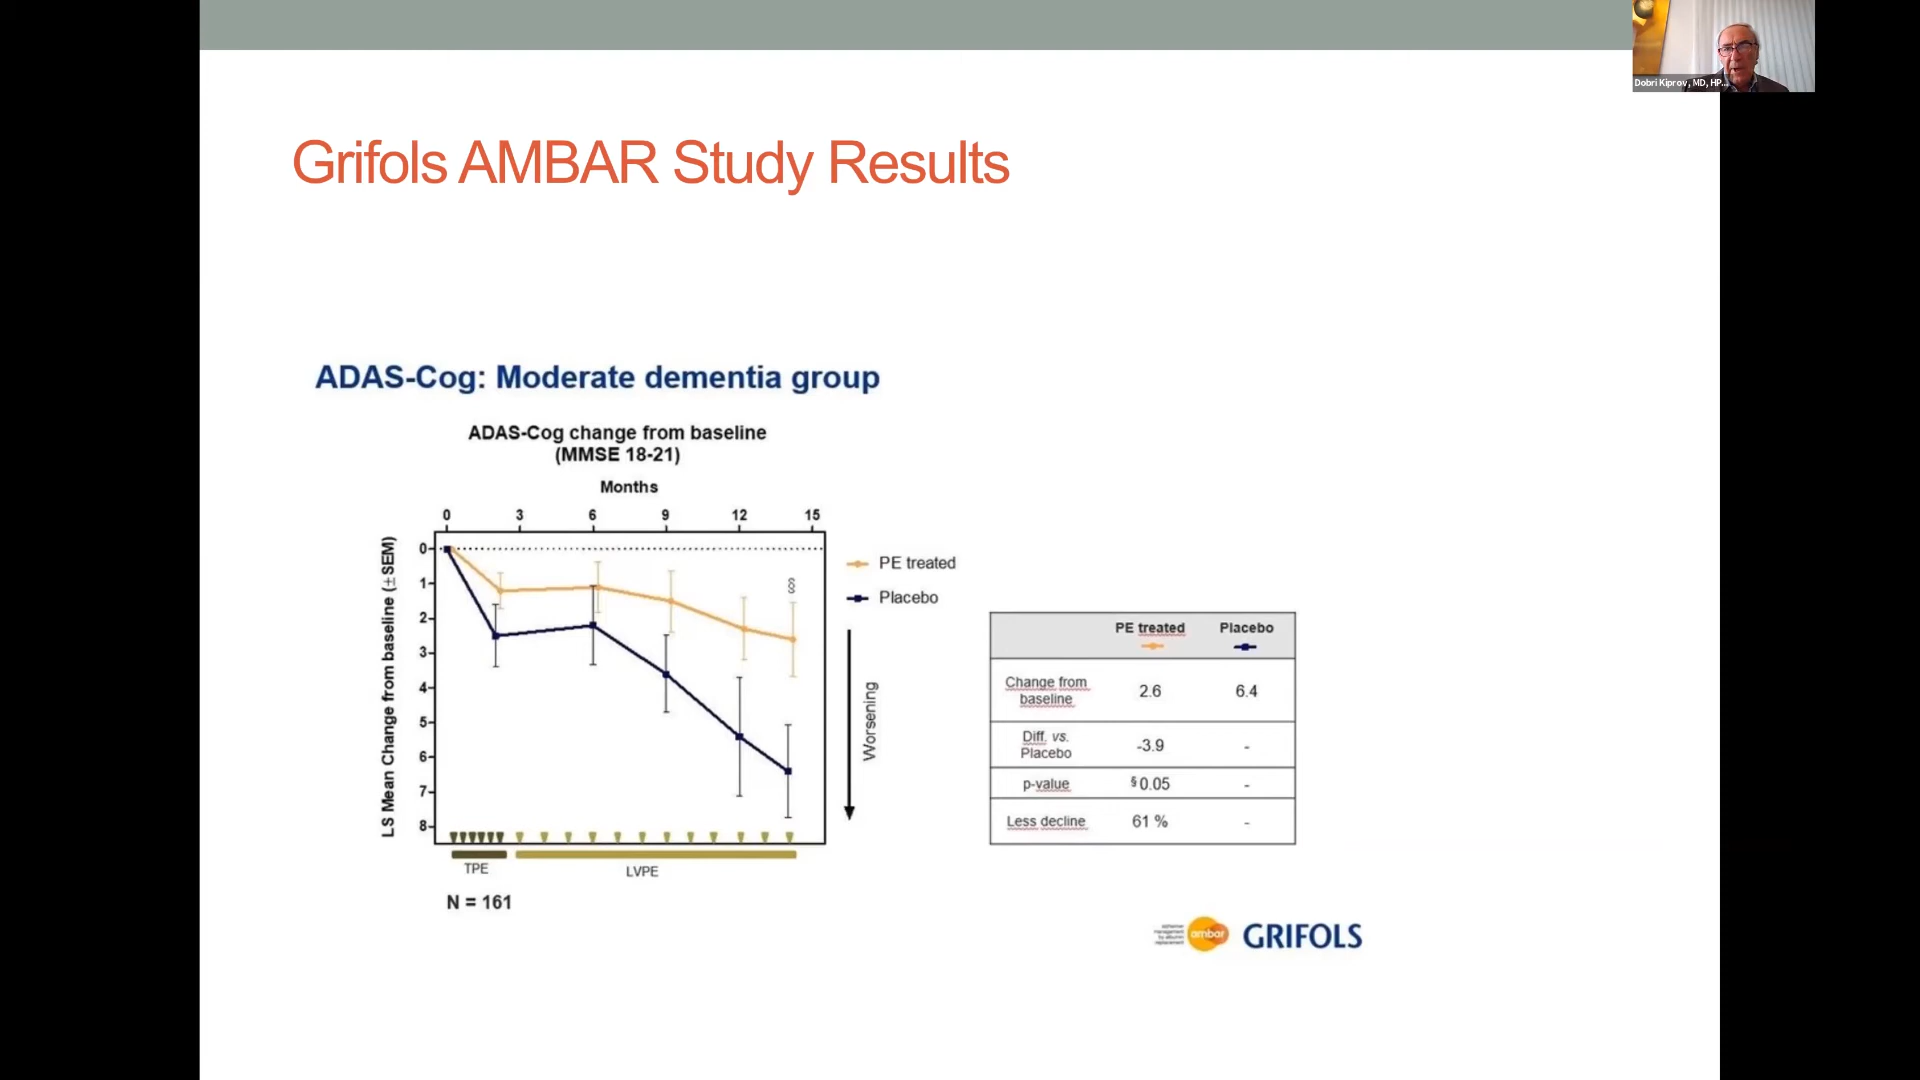 Dobri Kiprov, MD, HP...
Grifols AMBAR Study Results
ADAS-Cog: Moderate dementia group
ADAS-Cog change from baseline
(MMSE 18-21)
Months
0 3 6 9 12 15
LS Mean Change from baseline (±SEM)
0
1
2
3
4
5
6
7
8
§
PE treated
Placebo
Worsening
TPE
LVPE
N = 161
PE treated Placebo
Change from baseline 2.6 6.4
Diff. vs. Placebo -3.9 -
p-value §0.05 -
Less decline 61 % -
ambar
GRIFOLS